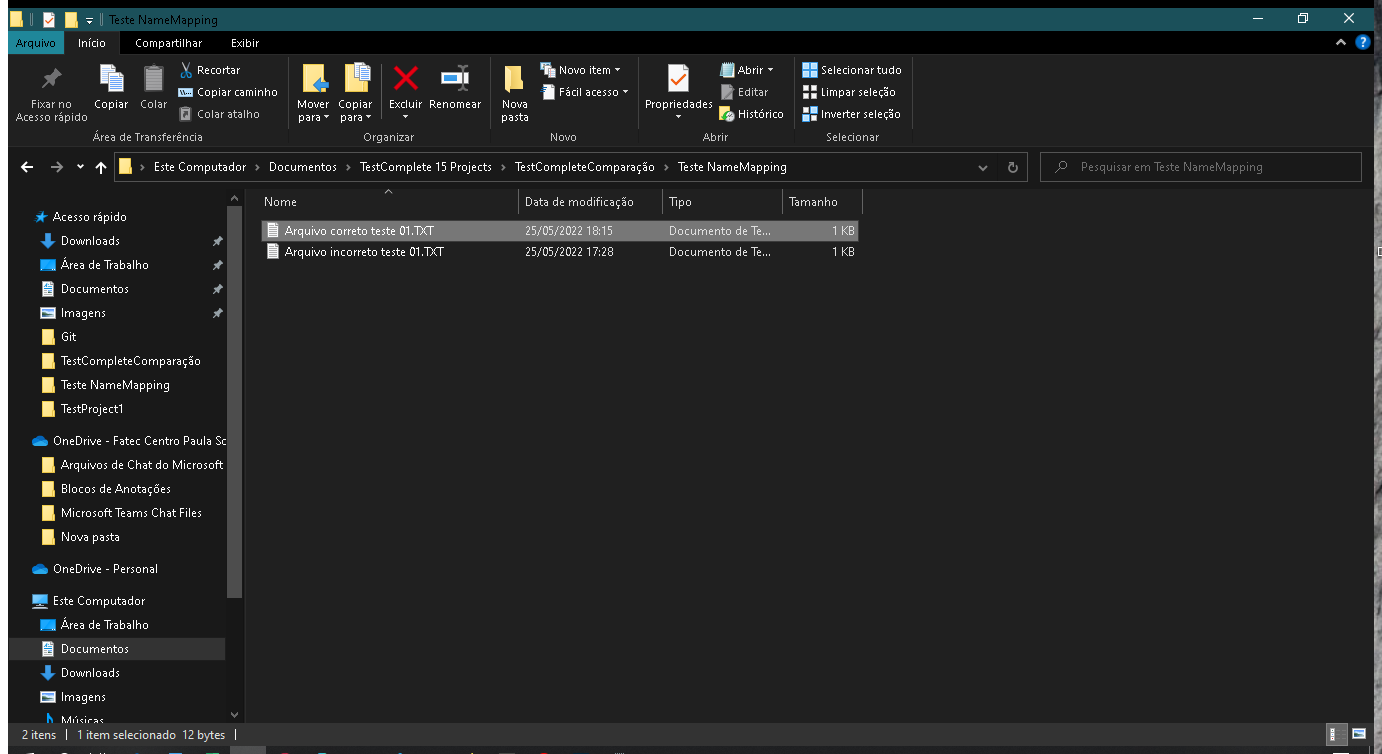 Teste NameMapping
Arquivo Início Compartilhar Exibir
Fixar no Acesso rápido
Copiar
Colar
Recortar
Copiar caminho
Colar atalho
Área de Transferência
Mover para
Copiar para
Excluir
Renomear
Organizar
Nova pasta
Novo item
Fácil acesso
Novo
Propriedades
Abrir
Editar
Histórico
Abrir
Selecionar tudo
Limpar seleção
Inverter seleção
Selecionar
Este Computador > Documentos > TestComplete 15 Projects > TestCompleteComparação > Teste NameMapping
Pesquisar em Teste NameMapping
Acesso rápido
Downloads
Área de Trabalho
Documentos
Imagens
Git
TestCompleteComparação
Teste NameMapping
TestProject1
OneDrive - Fatec Centro Paula Sc
Arquivos de Chat do Microsoft
Blocos de Anotações
Microsoft Teams Chat Files
Nova pasta
OneDrive - Personal
Este Computador
Área de Trabalho
Documentos
Downloads
Imagens
Músicas
Nome Data de modificação Tipo Tamanho
Arquivo correto teste 01.TXT 25/05/2022 18:15 Documento de Te... 1 KB
Arquivo incorreto teste 01.TXT 25/05/2022 17:28 Documento de Te... 1 KB
2 itens 1 item selecionado 12 bytes